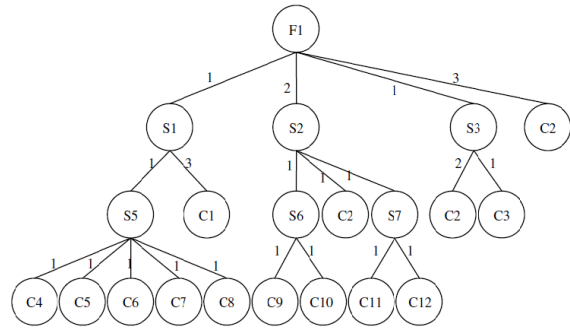 F1
1 2 1 3
S1 S2 S3 C2
1 3 1 1 1 2 1
S5 C1 S6 C2 S7 C2 C3
1 1 1 1 1 1 1 1 1
C4 C5 C6 C7 C8 C9 C10 C11 C12